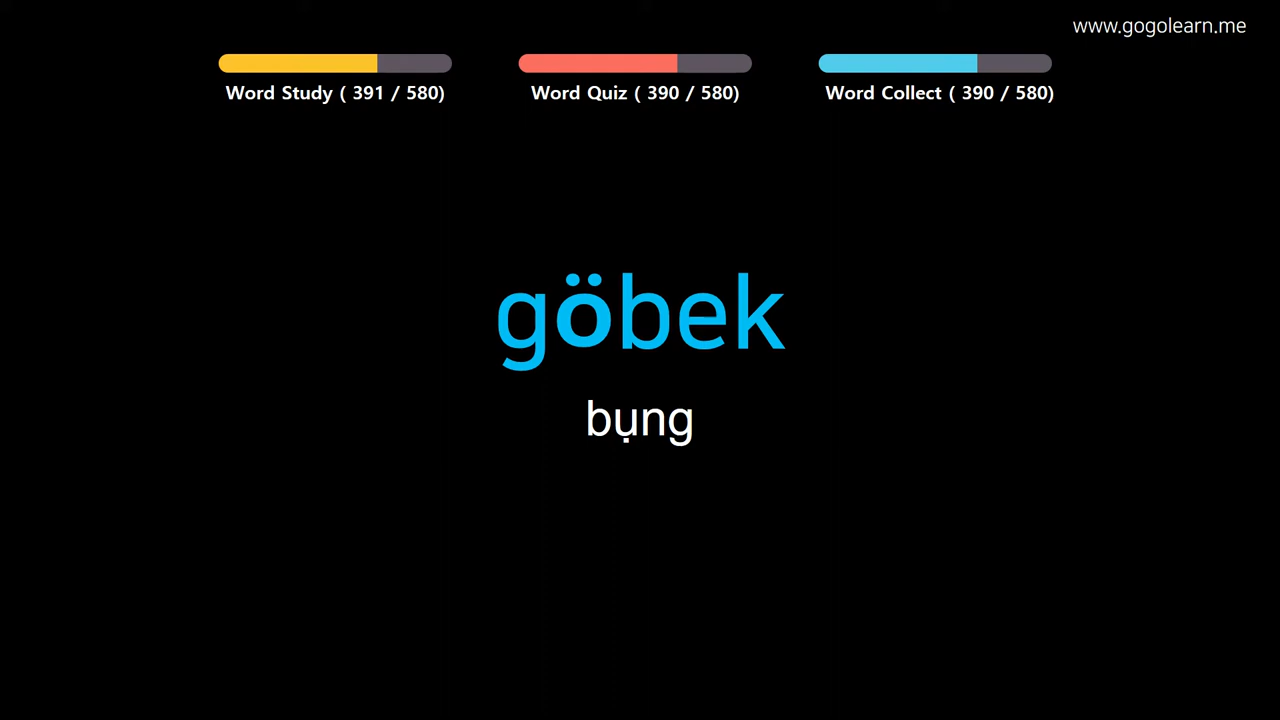 www.gogolearn.me
Word Study ( 391 / 580)
Word Quiz ( 390 / 580)
Word Collect ( 390 / 580)
göbek
bụng